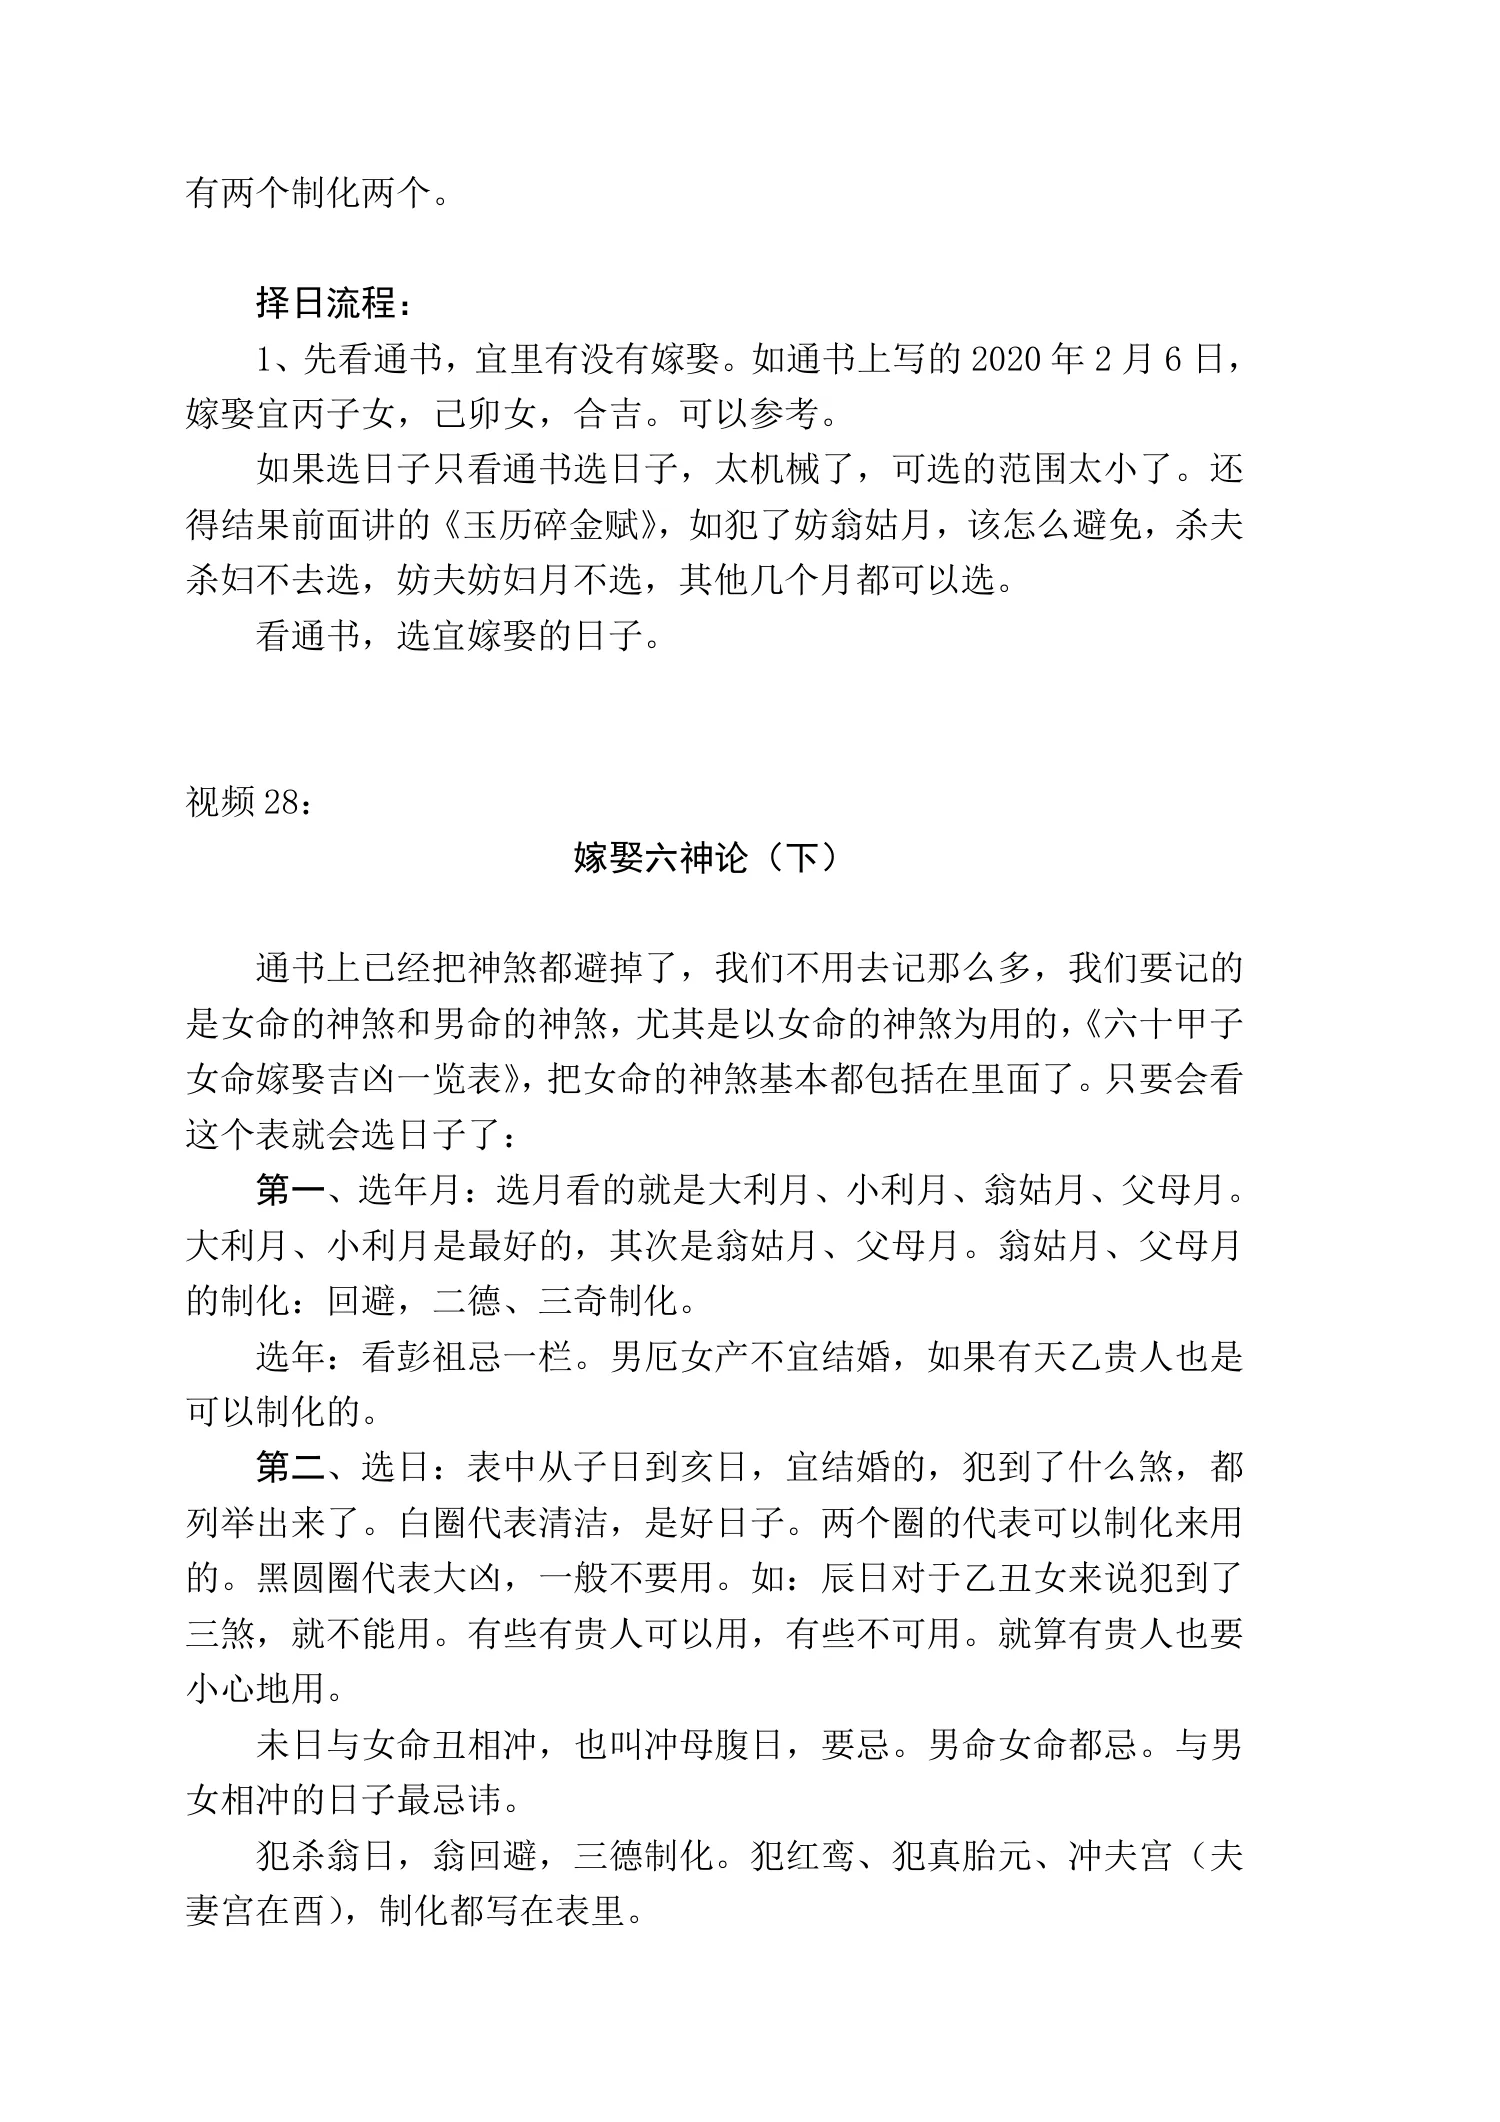 有两个制化两个。
择日流程：
1、先看通书，宜里有没有嫁娶。如通书上写的 2020 年 2 月 6 日，
嫁娶宜丙子女，己卯女，合吉。可以参考。
如果选日子只看通书选日子，太机械了，可选的范围太小了。还
得结果前面讲的《玉历碎金赋》，如犯了妨翁姑月，该怎么避免，杀夫
杀妇不去选，妨夫妨妇月不选，其他几个月都可以选。
看通书，选宜嫁娶的日子。
视频 28：
嫁娶六神论（下）
通书上已经把神煞都避掉了，我们不用去记那么多，我们要记的
是女命的神煞和男命的神煞，尤其是以女命的神煞为用的，《六十甲子
女命嫁娶吉凶一览表》，把女命的神煞基本都包括在里面了。只要会看
这个表就会选日子了：
第一、选年月：选月看的就是大利月、小利月、翁姑月、父母月。
大利月、小利月是最好的，其次是翁姑月、父母月。翁姑月、父母月
的制化：回避，二德、三奇制化。
选年：看彭祖忌一栏。男厄女产不宜结婚，如果有天乙贵人也是
可以制化的。
第二、选日：表中从子日到亥日，宜结婚的，犯到了什么煞，都
列举出来了。白圈代表清洁，是好日子。两个圈的代表可以制化来用
的。黑圆圈代表大凶，一般不要用。如：辰日对于乙丑女来说犯到了
三煞，就不能用。有些有贵人可以用，有些不可用。就算有贵人也要
小心地用。
未日与女命丑相冲，也叫冲母腹日，要忌。男命女命都忌。与男
女相冲的日子最忌讳。
犯杀翁日，翁回避，三德制化。犯红鸾、犯真胎元、冲夫宫（夫
妻宫在酉），制化都写在表里。